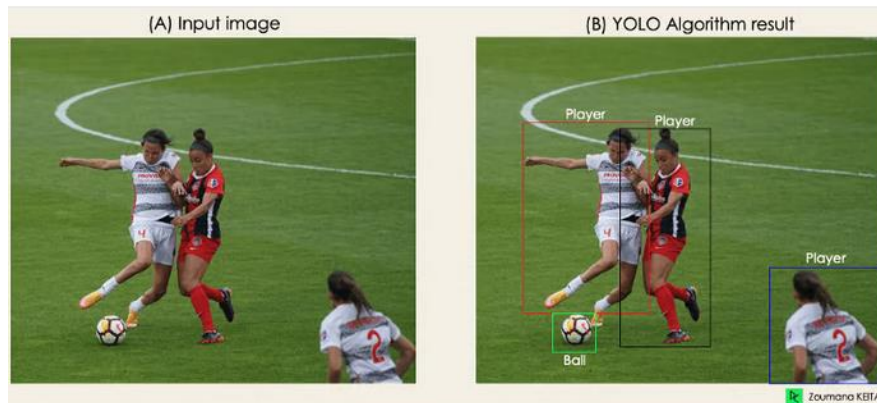 (A) Input image
(B) YOLO Algorithm result
Player
Player
4
4
Player
2
2
Ball
Zoumana KEITA